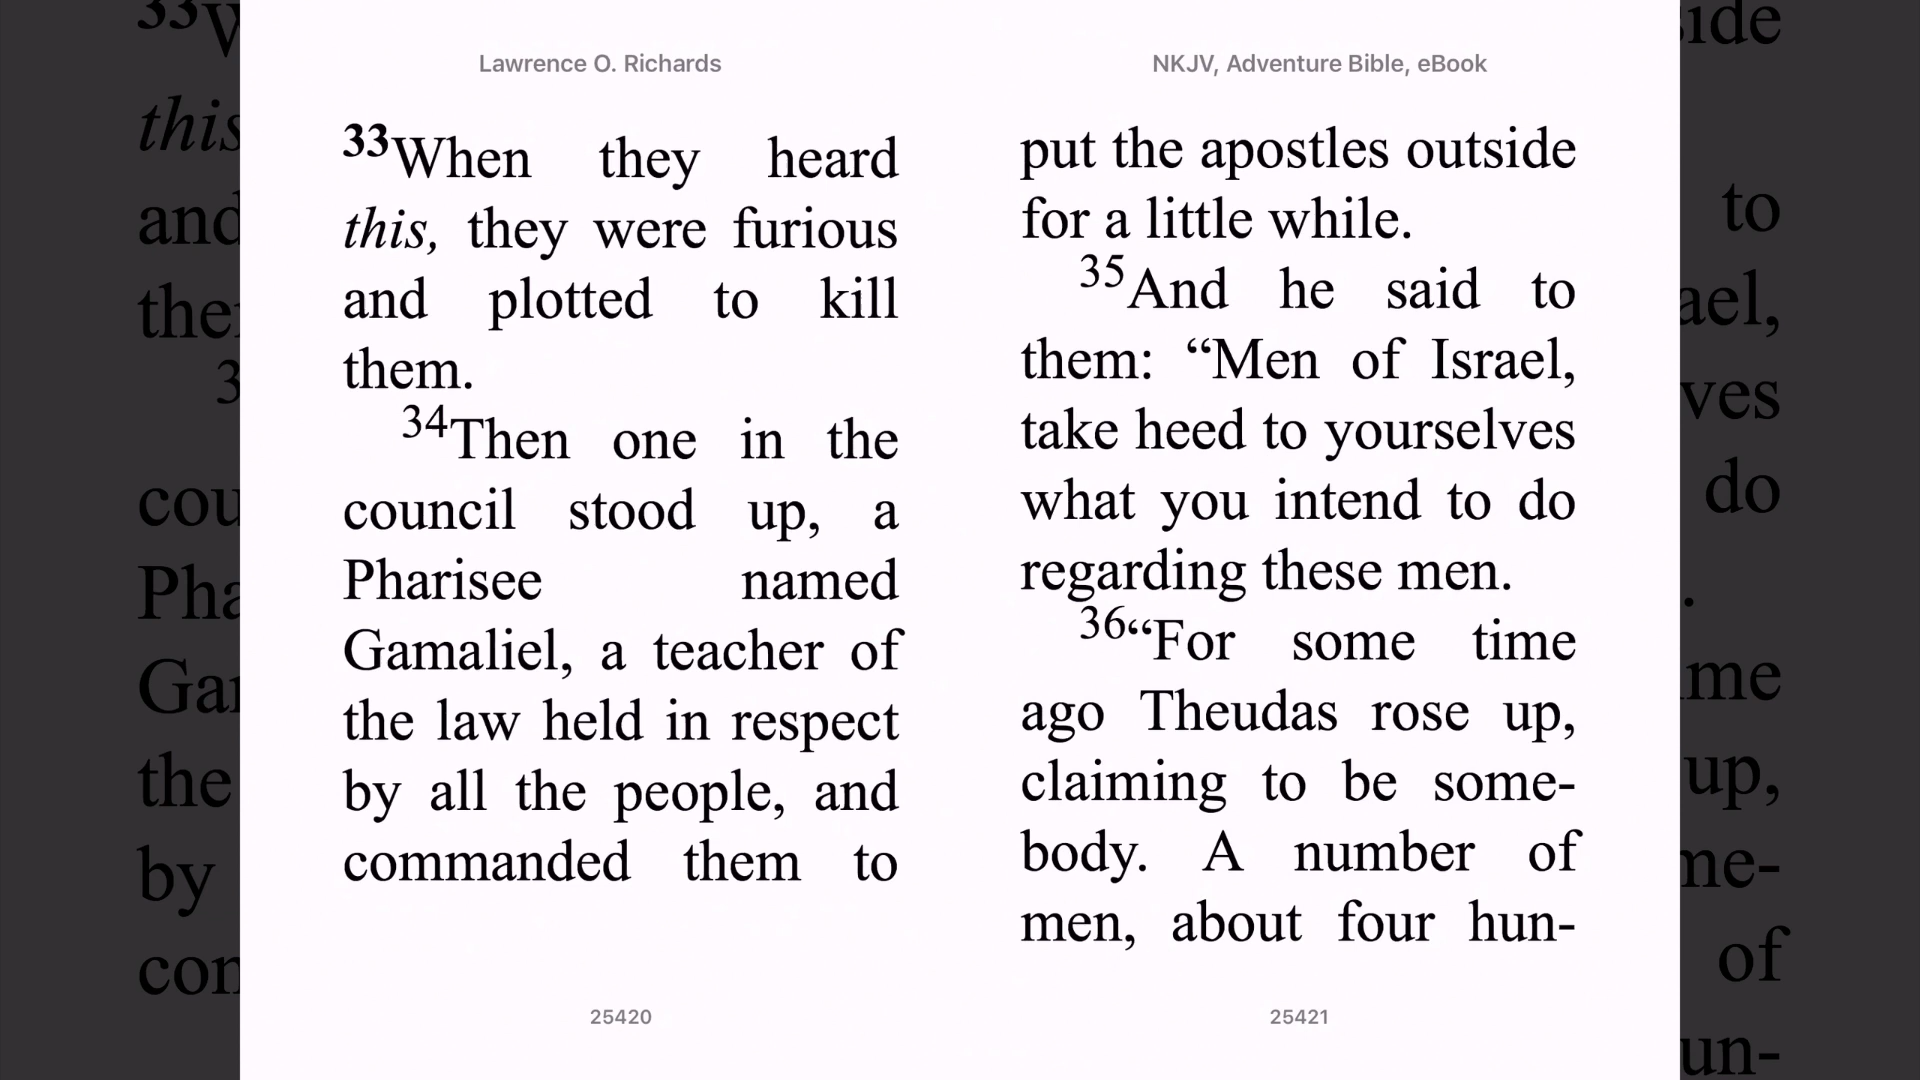 Lawrence O. Richards
33When they heard
this, they were furious
and plotted to kill
them.
34Then one in the
council stood up, a
Pharisee named
Gamaliel, a teacher of
the law held in respect
by all the people, and
commanded them to
25420
NKJV, Adventure Bible, eBook
put the apostles outside
for a little while.
35And he said to
them: “Men of Israel,
take heed to yourselves
what you intend to do
regarding these men.
36“For some time
ago Theudas rose up,
claiming to be some-
body. A number of
men, about four hun-
25421